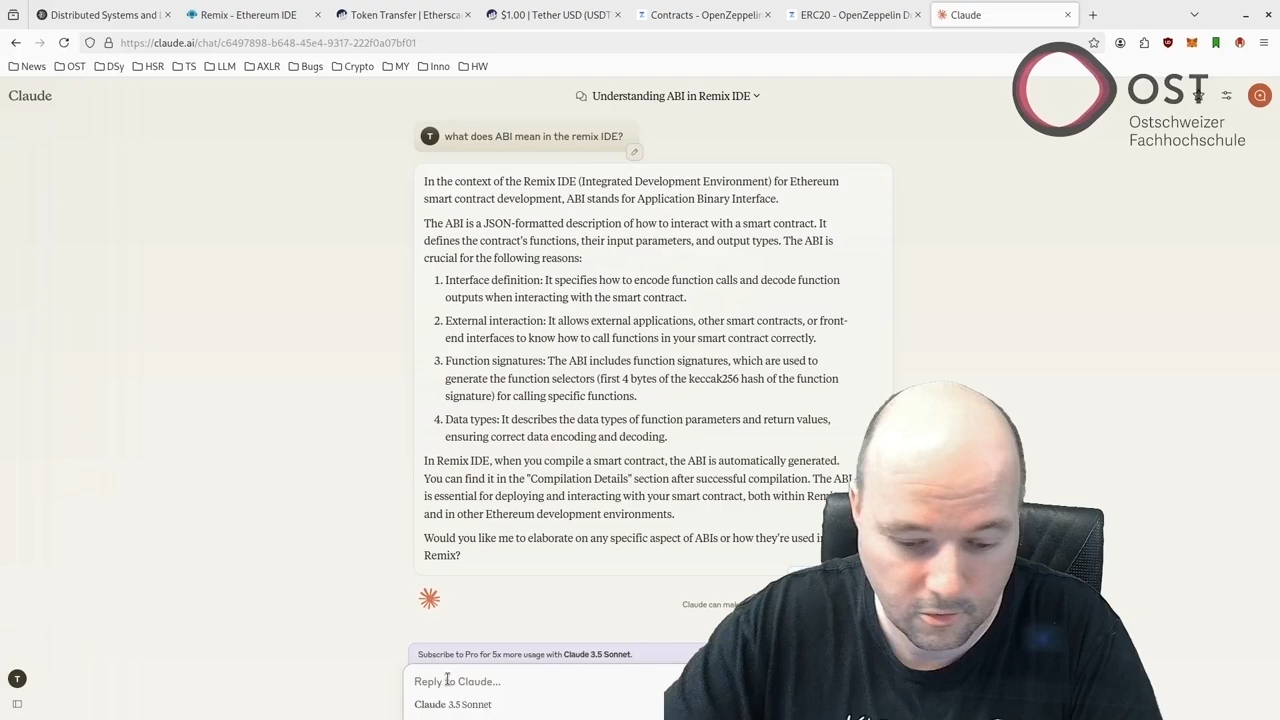 Distributed Systems and
Remix - Ethereum IDE
Token Transfer | Ethersca
$1.00 | Tether USD (USDT
Contracts - OpenZeppelin
ERC20 - OpenZeppelin D
Claude
https://claude.ai/chat/c6497898-b648-45e4-9317-222f0a07bf01
News OST DSy HSR TS LLM AXLR Bugs Crypto MY Inno HW
OST
Ostschweizer
Fachhochschule
Claude
Understanding ABI in Remix IDE
T what does ABI mean in the remix IDE?
In the context of the Remix IDE (Integrated Development Environment) for Ethereum
smart contract development, ABI stands for Application Binary Interface.
The ABI is a JSON-formatted description of how to interact with a smart contract. It
defines the contract's functions, their input parameters, and output types. The ABI is
crucial for the following reasons:
1. Interface definition: It specifies how to encode function calls and decode function
outputs when interacting with the smart contract.
2. External interaction: It allows external applications, other smart contracts, or front-
end interfaces to know how to call functions in your smart contract correctly.
3. Function signatures: The ABI includes function signatures, which are used to
generate the function selectors (first 4 bytes of the keccak256 hash of the function
signature) for calling specific functions.
4. Data types: It describes the data types of function parameters and return values,
ensuring correct data encoding and decoding.
In Remix IDE, when you compile a smart contract, the ABI is automatically generated.
You can find it in the "Compilation Details" section after successful compilation. The ABI
is essential for deploying and interacting with your smart contract, both within Remix
and in other Ethereum development environments.
Would you like me to elaborate on any specific aspect of ABIs or how they're used in
Remix?
Claude can
Subscribe to Pro for 5x more usage with Claude 3.5 Sonnet.
Reply to Claude...
Claude 3.5 Sonnet
T